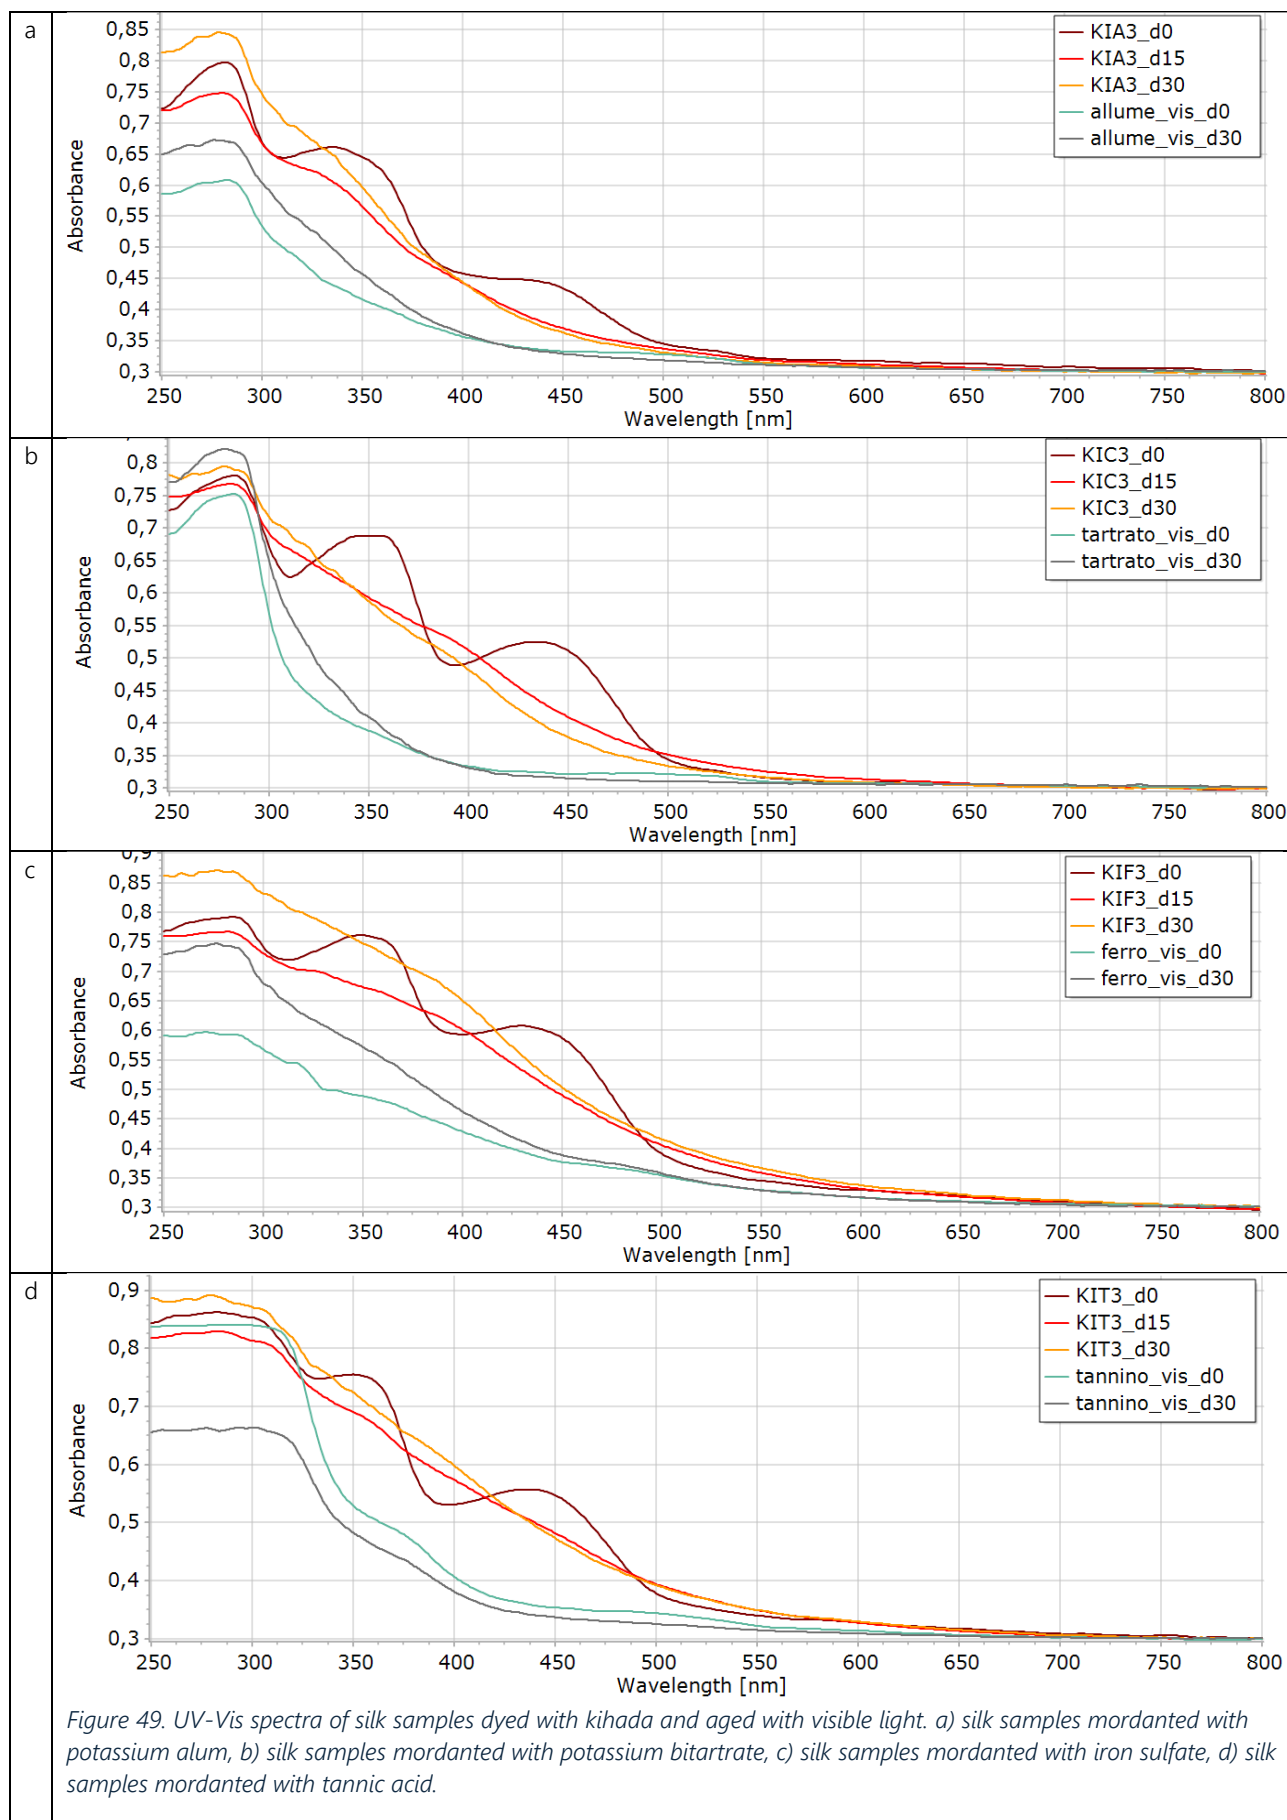 a
0,85
0,8
0,75
0,7
0,65
0,6
0,55
0,5
0,45
0,4
0,35
0,3
Absorbance
250 300 350 400 450 500 550 600 650 700 750 800
Wavelength [nm]
KIA3_d0
KIA3_d15
KIA3_d30
allume_vis_d0
allume_vis_d30
b
0,8
0,75
0,7
0,65
0,6
0,55
0,5
0,45
0,4
0,35
0,3
Absorbance
250 300 350 400 450 500 550 600 650 700 750 800
Wavelength [nm]
KIC3_d0
KIC3_d15
KIC3_d30
tartrato_vis_d0
tartrato_vis_d30
c
0,9
0,85
0,8
0,75
0,7
0,65
0,6
0,55
0,5
0,45
0,4
0,35
0,3
Absorbance
250 300 350 400 450 500 550 600 650 700 750 800
Wavelength [nm]
KIF3_d0
KIF3_d15
KIF3_d30
ferro_vis_d0
ferro_vis_d30
d
0,9
0,8
0,7
0,6
0,5
0,4
0,3
Absorbance
250 300 350 400 450 500 550 600 650 700 750 800
Wavelength [nm]
KIT3_d0
KIT3_d15
KIT3_d30
tannino_vis_d0
tannino_vis_d30
Figure 49. UV-Vis spectra of silk samples dyed with kihada and aged with visible light. a) silk samples mordanted with
potassium alum, b) silk samples mordanted with potassium bitartrate, c) silk samples mordanted with iron sulfate, d) silk
samples mordanted with tannic acid.